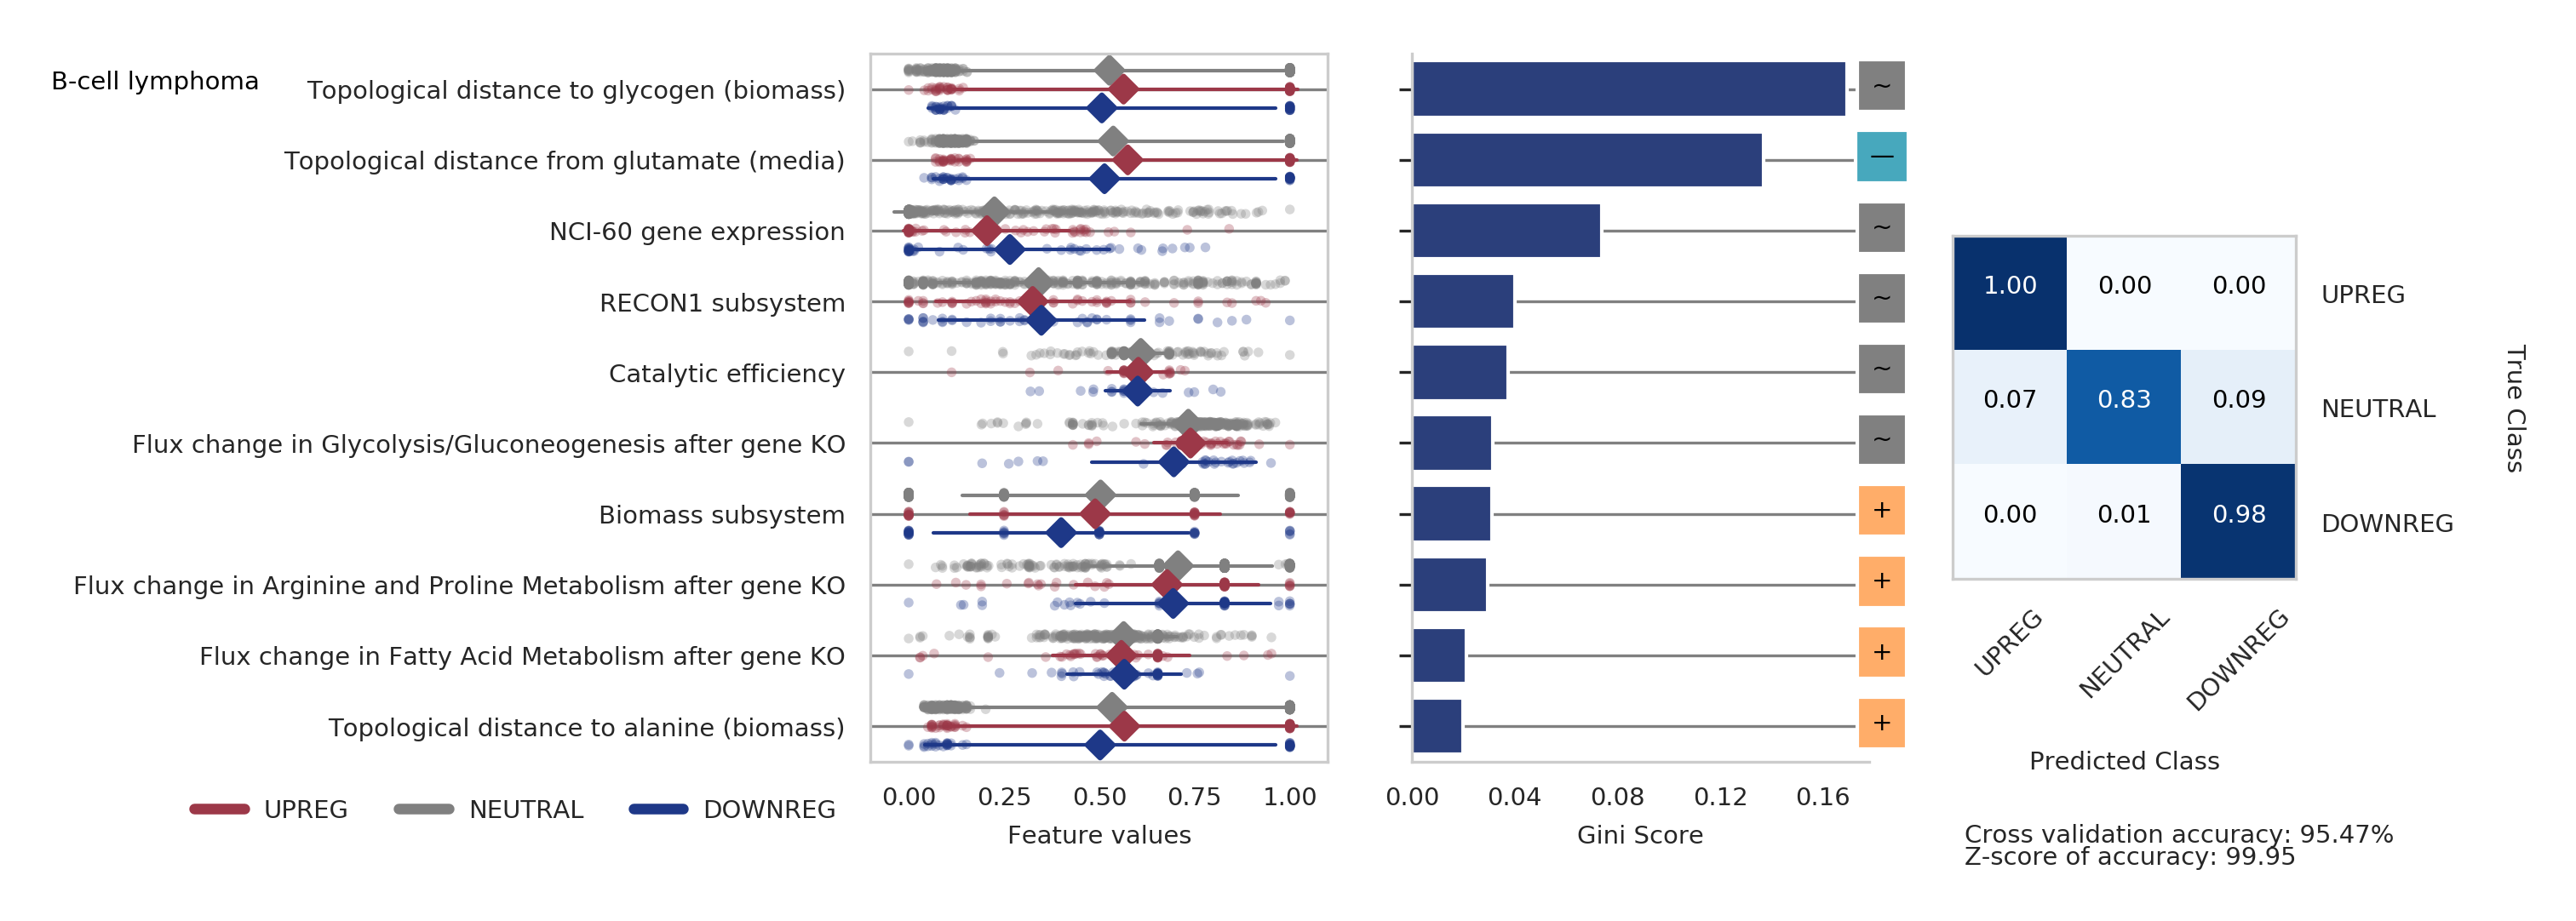 B-cell lymphoma
Topological distance to glycogen (biomass)
Topological distance from glutamate (media)
NCI-60 gene expression
RECON1 subsystem
Catalytic efficiency
Flux change in Glycolysis/Gluconeogenesis after gene KO
Biomass subsystem
Flux change in Arginine and Proline Metabolism after gene KO
Flux change in Fatty Acid Metabolism after gene KO
Topological distance to alanine (biomass)
UPREG NEUTRAL DOWNREG
0.00 0.25 0.50 0.75 1.00
Feature values
~
—
~
~
~
~
+
+
+
+
0.00 0.04 0.08 0.12 0.16
Gini Score
1.00 0.00 0.00 UPREG
0.07 0.83 0.09 NEUTRAL
0.00 0.01 0.98 DOWNREG
True Class
UPREG NEUTRAL DOWNREG
Predicted Class
Cross validation accuracy: 95.47%
Z-score of accuracy: 99.95